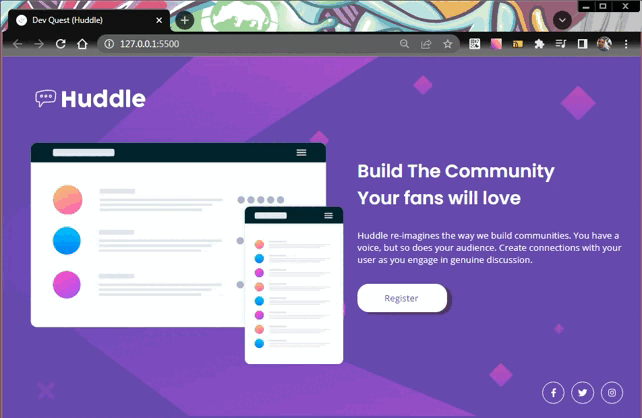 Dev Quest (Huddle)
127.0.0.1:5500
Huddle
Build The Community
Your fans will love
Huddle re-imagines the way we build communities. You have a
voice, but so does your audience. Create connections with your
user as you engage in genuine discussion.
Register